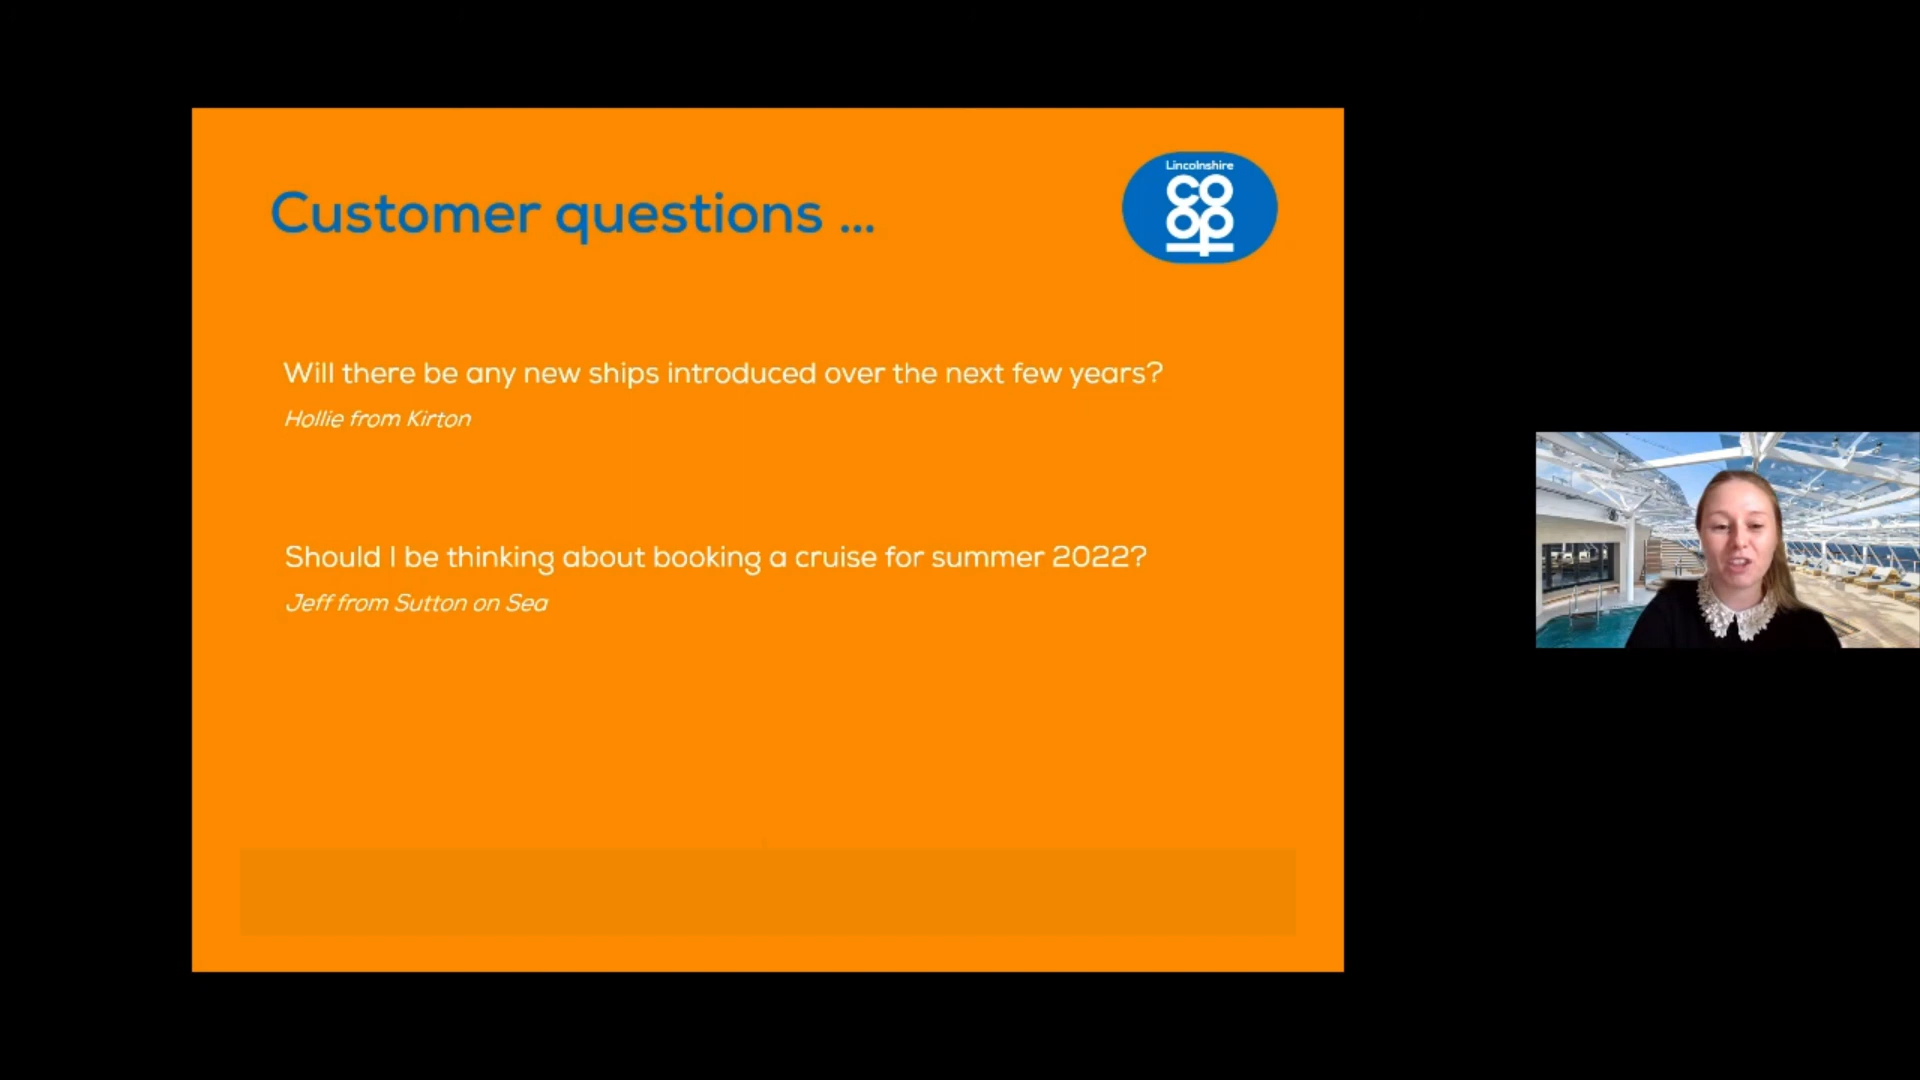 Customer questions ...
Lincolnshire
co
op
Will there be any new ships introduced over the next few years?
Hollie from Kirton
Should I be thinking about booking a cruise for summer 2022?
Jeff from Sutton on Sea